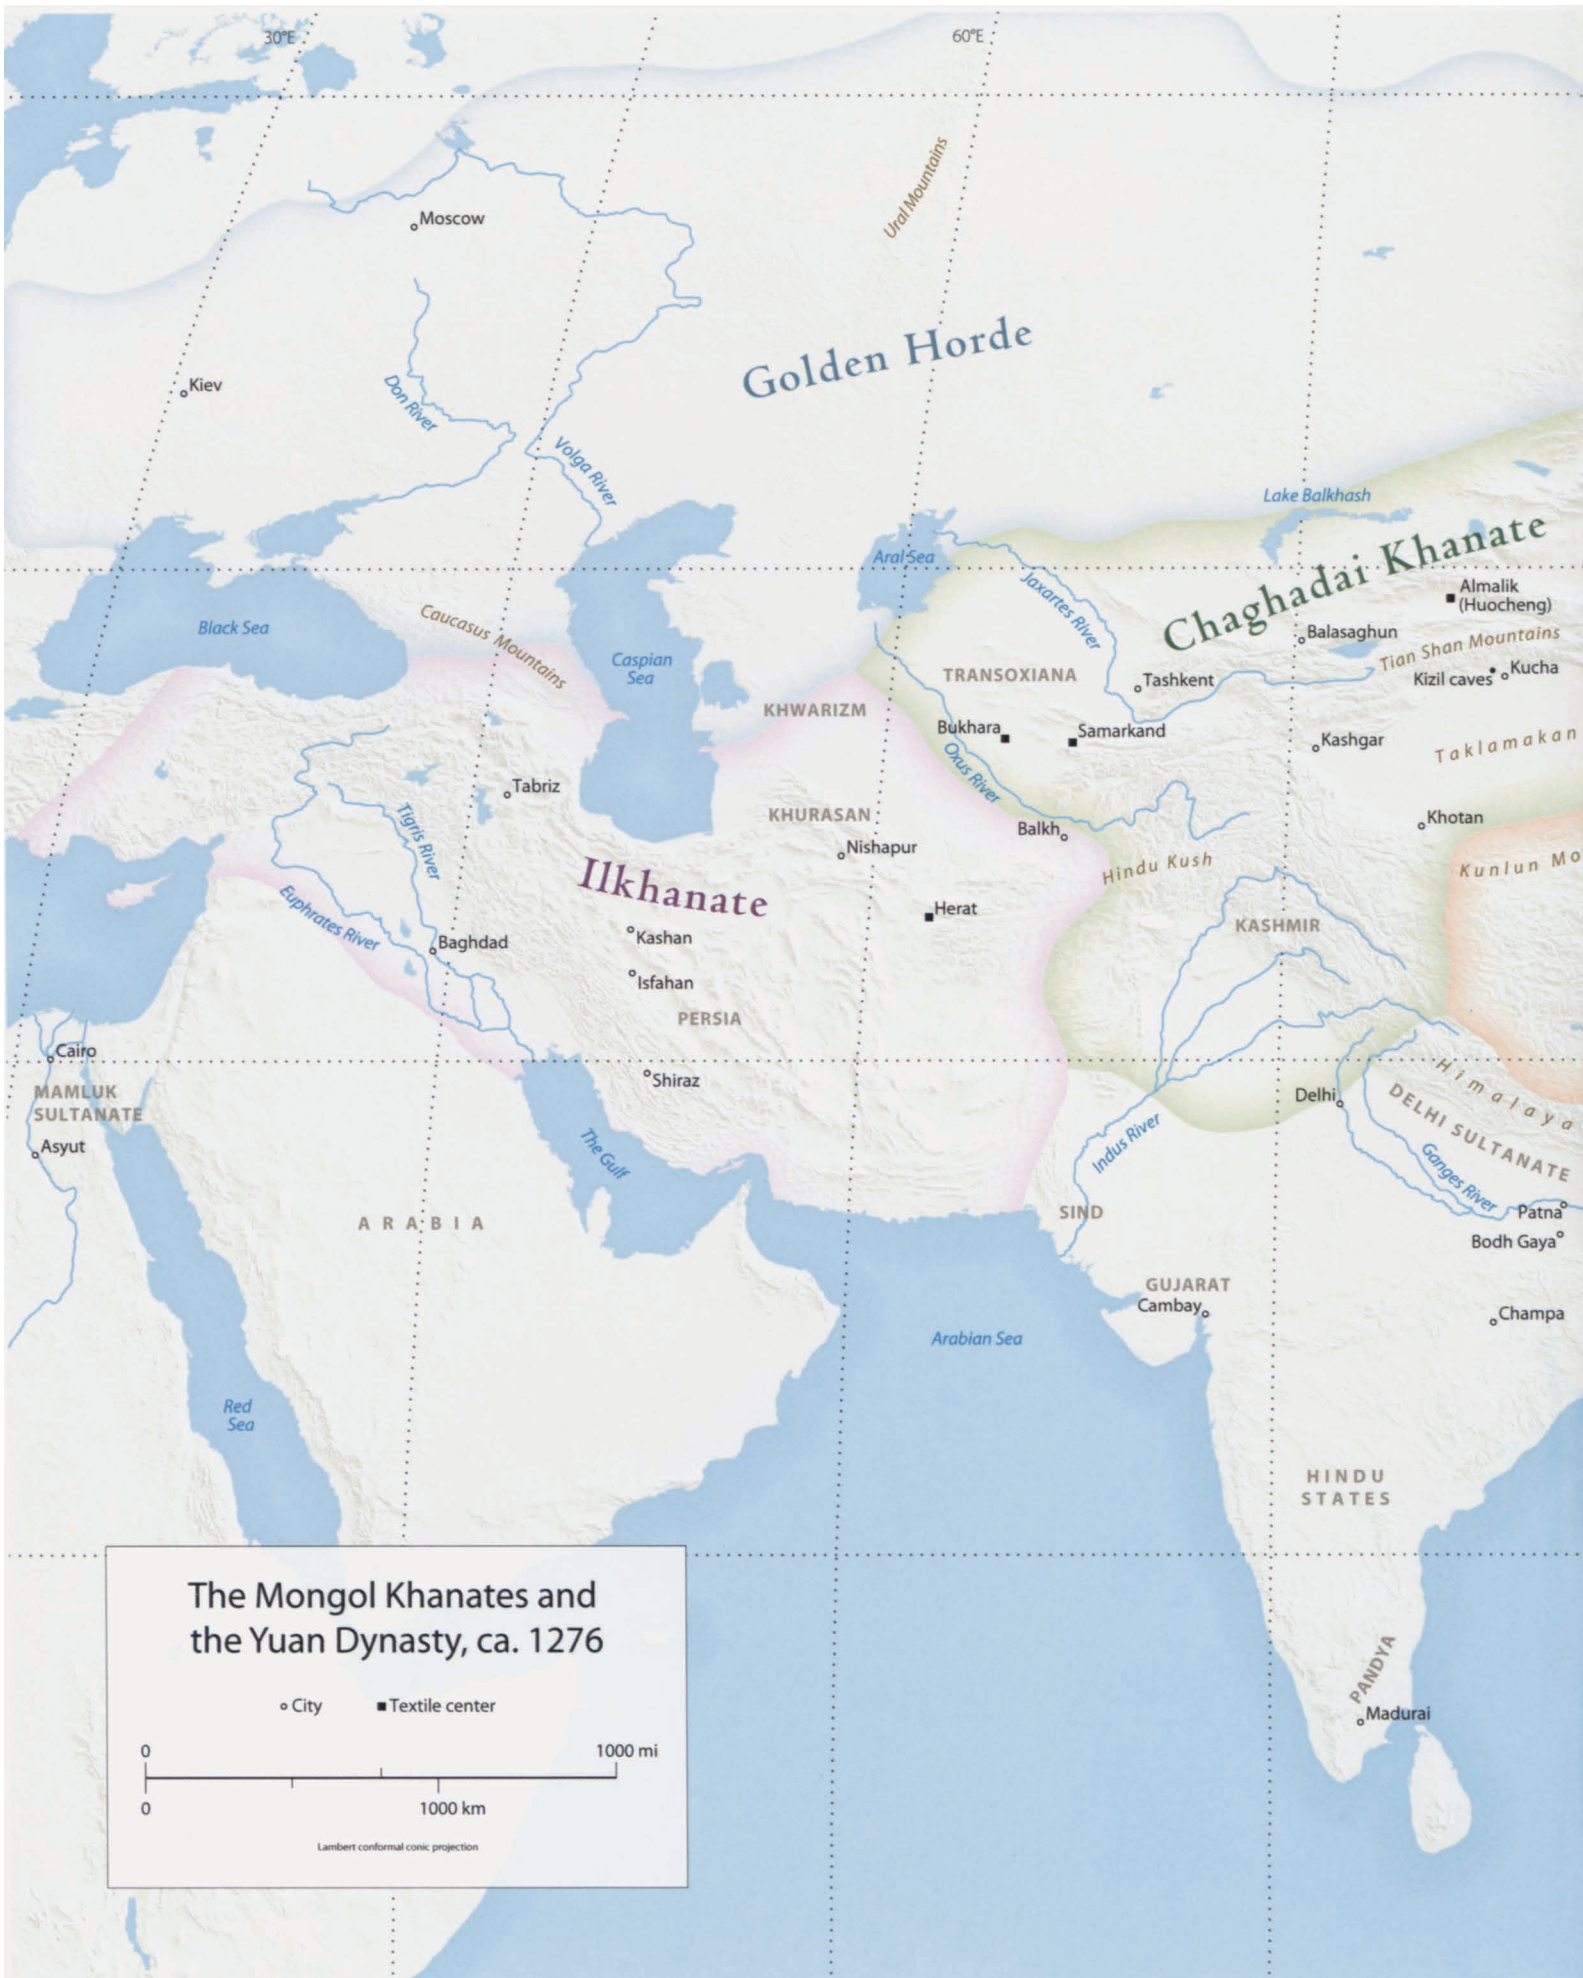 30°E
60°E
Ural Mountains
Moscow
Golden Horde
Kiev
Don River
Volga River
Lake Balkhash
Chaghadai Khanate
Aral Sea
Jaxartes River
Almalik
(Huocheng)
Black Sea
Caucasus Mountains
Balasaghun
Tian Shan Mountains
Caspian
Sea
TRANSOXIANA
Tashkent
Kizil caves
Kucha
KHWARIZM
Bukhara
Samarkand
Kashgar
Taklamakan
Oxus River
Tabriz
Tigris River
KHURASAN
Balkh
Khotan
Nishapur
Hindu Kush
Kunlun Mo
Ilkhanate
Euphrates River
Herat
KASHMIR
Baghdad
Kashan
Isfahan
PERSIA
Cairo
Shiraz
MAMLUK
SULTANATE
Delhi
Himalaya
DELHI SULTANATE
Asyut
The Gulf
Indus River
Ganges River
ARABIA
SIND
Patna
Bodh Gaya
GUJARAT
Cambay
Champa
Arabian Sea
Red
Sea
HINDU
STATES
PANDYA
Madurai
The Mongol Khanates and
the Yuan Dynasty, ca. 1276
City
Textile center
0
1000 mi
0
1000 km
Lambert conformal conic projection